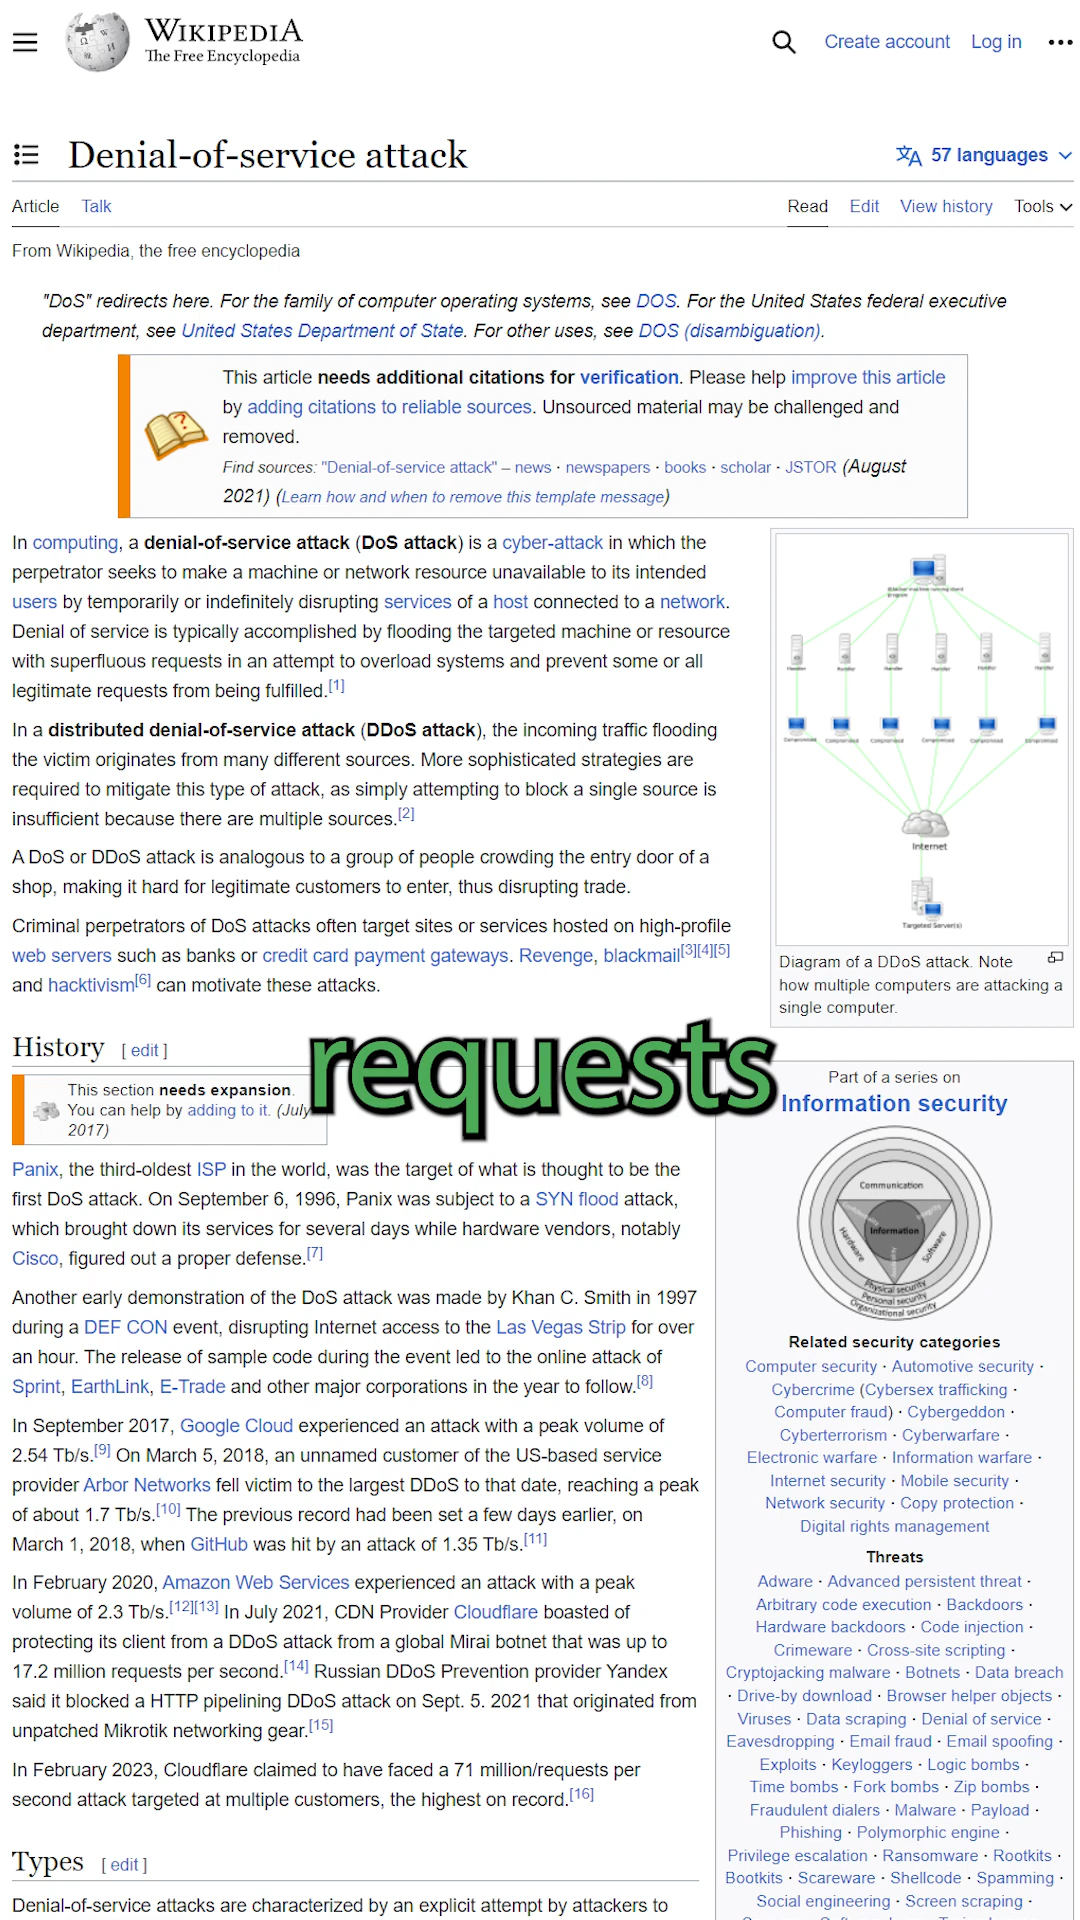 WIKIPEDIA
The Free Encyclopedia
Create account
Log in
Denial-of-service attack
57 languages
Article
Talk
Read
Edit
View history
Tools
From Wikipedia, the free encyclopedia
"DoS" redirects here. For the family of computer operating systems, see DOS. For the United States federal executive
department, see United States Department of State. For other uses, see DOS (disambiguation).
This article needs additional citations for verification. Please help improve this article
by adding citations to reliable sources. Unsourced material may be challenged and
removed.
Find sources: "Denial-of-service attack" – news · newspapers · books · scholar · JSTOR (August
2021) (Learn how and when to remove this template message)
In computing, a denial-of-service attack (DoS attack) is a cyber-attack in which the
perpetrator seeks to make a machine or network resource unavailable to its intended
users by temporarily or indefinitely disrupting services of a host connected to a network.
Denial of service is typically accomplished by flooding the targeted machine or resource
with superfluous requests in an attempt to overload systems and prevent some or all
legitimate requests from being fulfilled.[1]
In a distributed denial-of-service attack (DDoS attack), the incoming traffic flooding
the victim originates from many different sources. More sophisticated strategies are
required to mitigate this type of attack, as simply attempting to block a single source is
insufficient because there are multiple sources.[2]
A DoS or DDoS attack is analogous to a group of people crowding the entry door of a
shop, making it hard for legitimate customers to enter, thus disrupting trade.
Criminal perpetrators of DoS attacks often target sites or services hosted on high-profile
web servers such as banks or credit card payment gateways. Revenge, blackmail[3][4][5]
and hacktivism[6] can motivate these attacks.
Internet
Targeted Server(s)
Diagram of a DDoS attack. Note
how multiple computers are attacking a
single computer.
requests
History [ edit ]
This section needs expansion.
You can help by adding to it. (July
2017)
Panix, the third-oldest ISP in the world, was the target of what is thought to be the
first DoS attack. On September 6, 1996, Panix was subject to a SYN flood attack,
which brought down its services for several days while hardware vendors, notably
Cisco, figured out a proper defense.[7]
Another early demonstration of the DoS attack was made by Khan C. Smith in 1997
during a DEF CON event, disrupting Internet access to the Las Vegas Strip for over
an hour. The release of sample code during the event led to the online attack of
Sprint, EarthLink, E-Trade and other major corporations in the year to follow.[8]
In September 2017, Google Cloud experienced an attack with a peak volume of
2.54 Tb/s.[9] On March 5, 2018, an unnamed customer of the US-based service
provider Arbor Networks fell victim to the largest DDoS to that date, reaching a peak
of about 1.7 Tb/s.[10] The previous record had been set a few days earlier, on
March 1, 2018, when GitHub was hit by an attack of 1.35 Tb/s.[11]
In February 2020, Amazon Web Services experienced an attack with a peak
volume of 2.3 Tb/s.[12][13] In July 2021, CDN Provider Cloudflare boasted of
protecting its client from a DDoS attack from a global Mirai botnet that was up to
17.2 million requests per second.[14] Russian DDoS Prevention provider Yandex
said it blocked a HTTP pipelining DDoS attack on Sept. 5. 2021 that originated from
unpatched Mikrotik networking gear.[15]
In February 2023, Cloudflare claimed to have faced a 71 million/requests per
second attack targeted at multiple customers, the highest on record.[16]
Types [ edit ]
Denial-of-service attacks are characterized by an explicit attempt by attackers to
Part of a series on
Information security
Communication
Information
Hardware
Software
Physical security
Personal security
Organizational security
Related security categories
Computer security · Automotive security ·
Cybercrime (Cybersex trafficking ·
Computer fraud) · Cybergeddon ·
Cyberterrorism · Cyberwarfare ·
Electronic warfare · Information warfare ·
Internet security · Mobile security ·
Network security · Copy protection ·
Digital rights management
Threats
Adware · Advanced persistent threat ·
Arbitrary code execution · Backdoors ·
Hardware backdoors · Code injection ·
Crimeware · Cross-site scripting ·
Cryptojacking malware · Botnets · Data breach
· Drive-by download · Browser helper objects ·
Viruses · Data scraping · Denial of service ·
Eavesdropping · Email fraud · Email spoofing ·
Exploits · Keyloggers · Logic bombs ·
Time bombs · Fork bombs · Zip bombs ·
Fraudulent dialers · Malware · Payload ·
Phishing · Polymorphic engine ·
Privilege escalation · Ransomware · Rootkits ·
Bootkits · Scareware · Shellcode · Spamming ·
Social engineering · Screen scraping ·